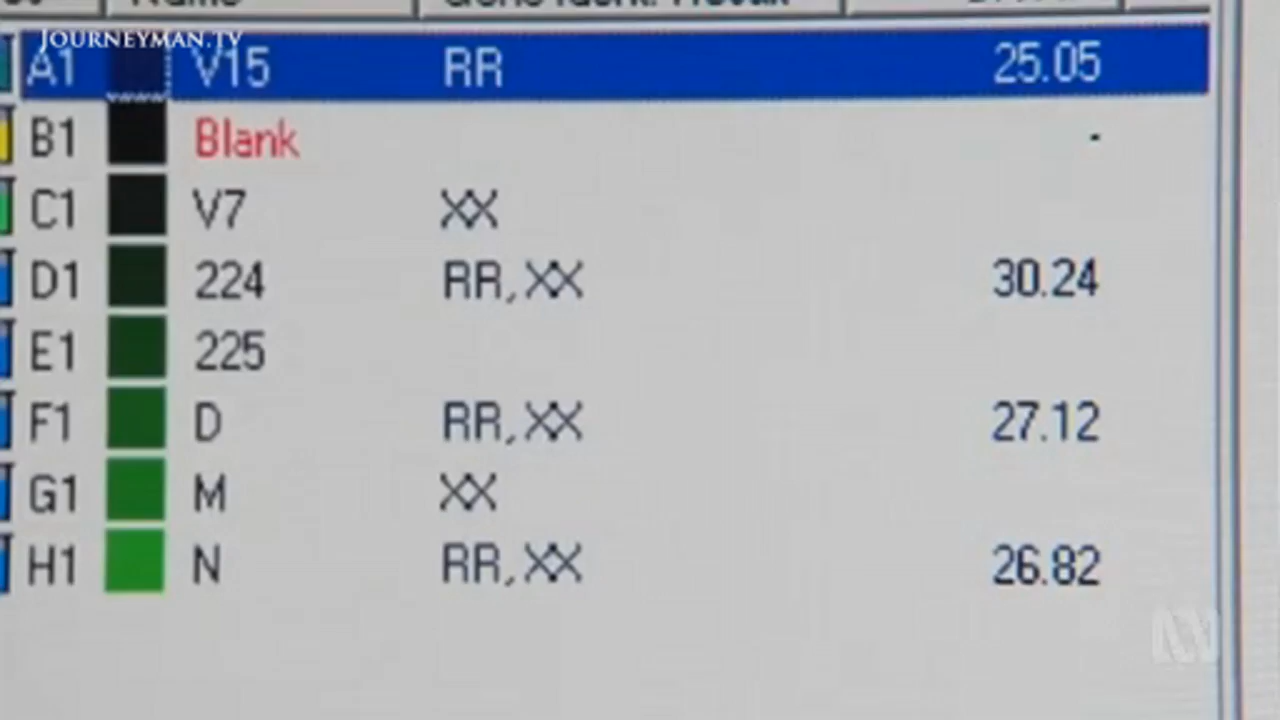 JOURNEYMAN.TV
Name
A1 V15 RR 25.05
B1 Blank -
C1 V7 XX
D1 224 RR,XX 30.24
E1 225
F1 D RR,XX 27.12
G1 M XX
H1 N RR,XX 26.82